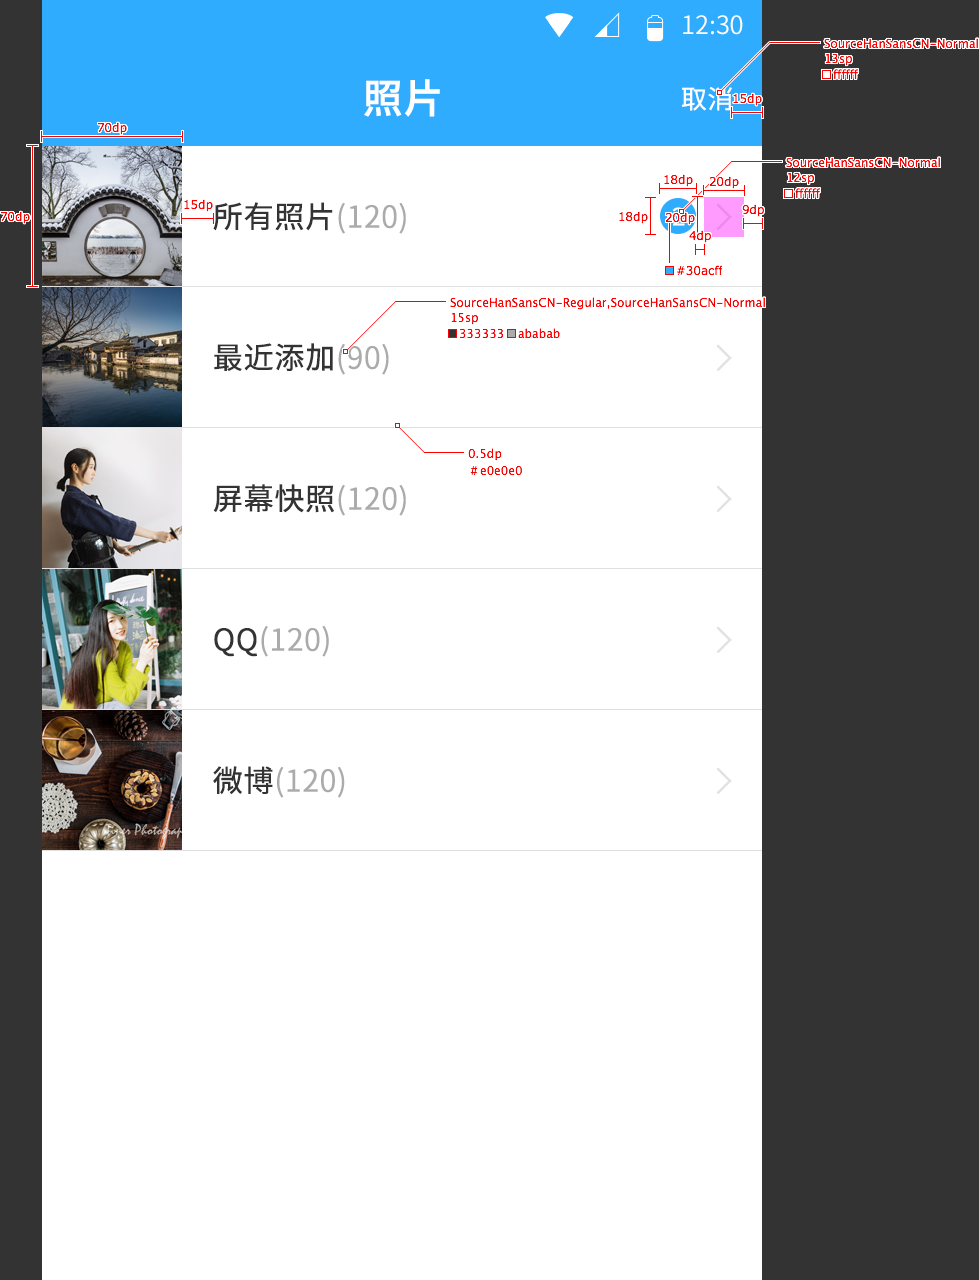 12:30
照片
取消
SourceHanSansCN-Normal
13sp
ffffff
15dp
70dp
70dp
15dp
所有照片(120)
18dp
20dp
18dp
20dp
9dp
4dp
#30acff
SourceHanSansCN-Normal
12sp
ffffff
SourceHanSansCN-Regular,SourceHanSansCN-Normal
15sp
333333 ababab
最近添加(90)
0.5dp
# e0e0e0
屏幕快照(120)
QQ(120)
微博(120)